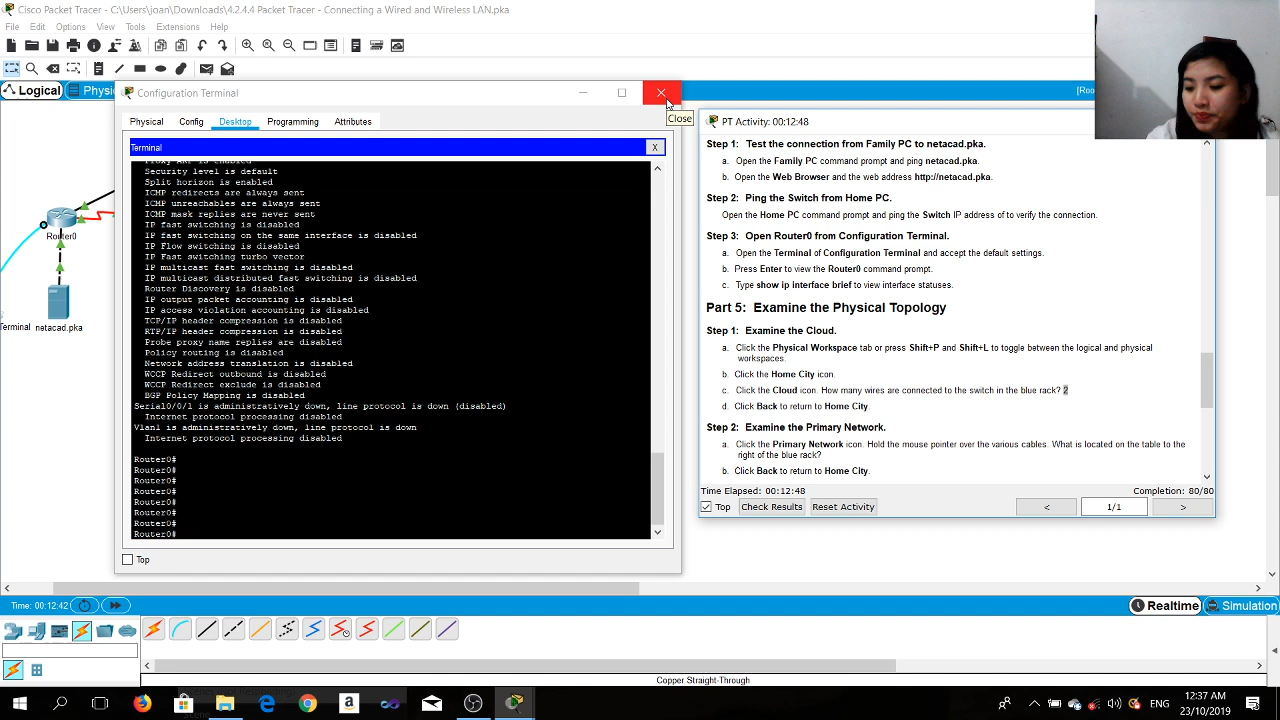 Cisco Packet Tracer - C:\Users\joan\Downloads\4.2.4.4 Packet Tracer - Connecting a Wired and Wireless LAN.pka
File Edit Options View Tools Extensions Help
Logical
Configuration Terminal
Close
Physical Config Desktop Programming Attributes
Terminal X
Proxy ARP is enabled
Security level is default
Split horizon is enabled
ICMP redirects are always sent
ICMP unreachables are always sent
ICMP mask replies are never sent
IP fast switching is disabled
IP fast switching on the same interface is disabled
IP Flow switching is disabled
IP Fast switching turbo vector
IP multicast fast switching is disabled
IP multicast distributed fast switching is disabled
Router Discovery is disabled
IP output packet accounting is disabled
IP access violation accounting is disabled
TCP/IP header compression is disabled
RTP/IP header compression is disabled
Probe proxy name replies are disabled
Policy routing is disabled
Network address translation is disabled
WCCP Redirect outbound is disabled
WCCP Redirect exclude is disabled
BGP Policy Mapping is disabled
Serial0/0/1 is administratively down, line protocol is down (disabled)
Internet protocol processing disabled
Vlan1 is administratively down, line protocol is down
Internet protocol processing disabled
Router0#
Router0#
Router0#
Router0#
Router0#
Router0#
Router0#
Router0#
Top
Router0
Terminal
netacad.pka
PT Activity: 00:12:48
Step 1: Test the connection from Family PC to netacad.pka.
a. Open the Family PC command prompt and ping netacad.pka.
b. Open the Web Browser and the web address http://netacad.pka.
Step 2: Ping the Switch from Home PC.
Open the Home PC command prompt and ping the Switch IP address of to verify the connection.
Step 3: Open Router0 from Configuration Terminal.
a. Open the Terminal of Configuration Terminal and accept the default settings.
b. Press Enter to view the Router0 command prompt.
c. Type show ip interface brief to view interface statuses.
Part 5: Examine the Physical Topology
Step 1: Examine the Cloud.
a. Click the Physical Workspace tab or press Shift+P and Shift+L to toggle between the logical and physical
workspaces.
b. Click the Home City icon.
c. Click the Cloud icon. How many wires are connected to the switch in the blue rack? 2
d. Click Back to return to Home City.
Step 2: Examine the Primary Network.
a. Click the Primary Network icon. Hold the mouse pointer over the various cables. What is located on the table to the
right of the blue rack?
b. Click Back to return to Home City.
Time Elapsed: 00:12:48 Completion: 80/80
Top Check Results Reset Activity < 1/1 >
Time: 00:12:42
Realtime Simulation
Copper Straight-Through
ENG
12:37 AM
23/10/2019